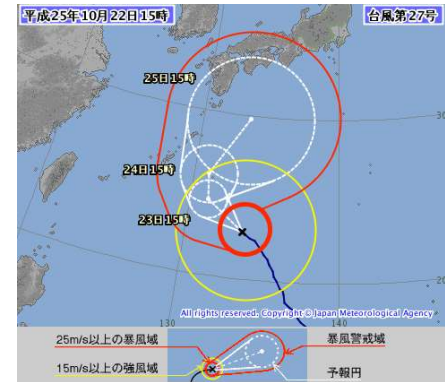 平成25年10月22日15時
台風第27号
25日15時
24日15時
23日15時
30
20
130
140
All rights reserved. Copyright © Japan Meteorological Agency
25m/s以上の暴風域
暴風警戒域
15m/s以上の強風域
予報円